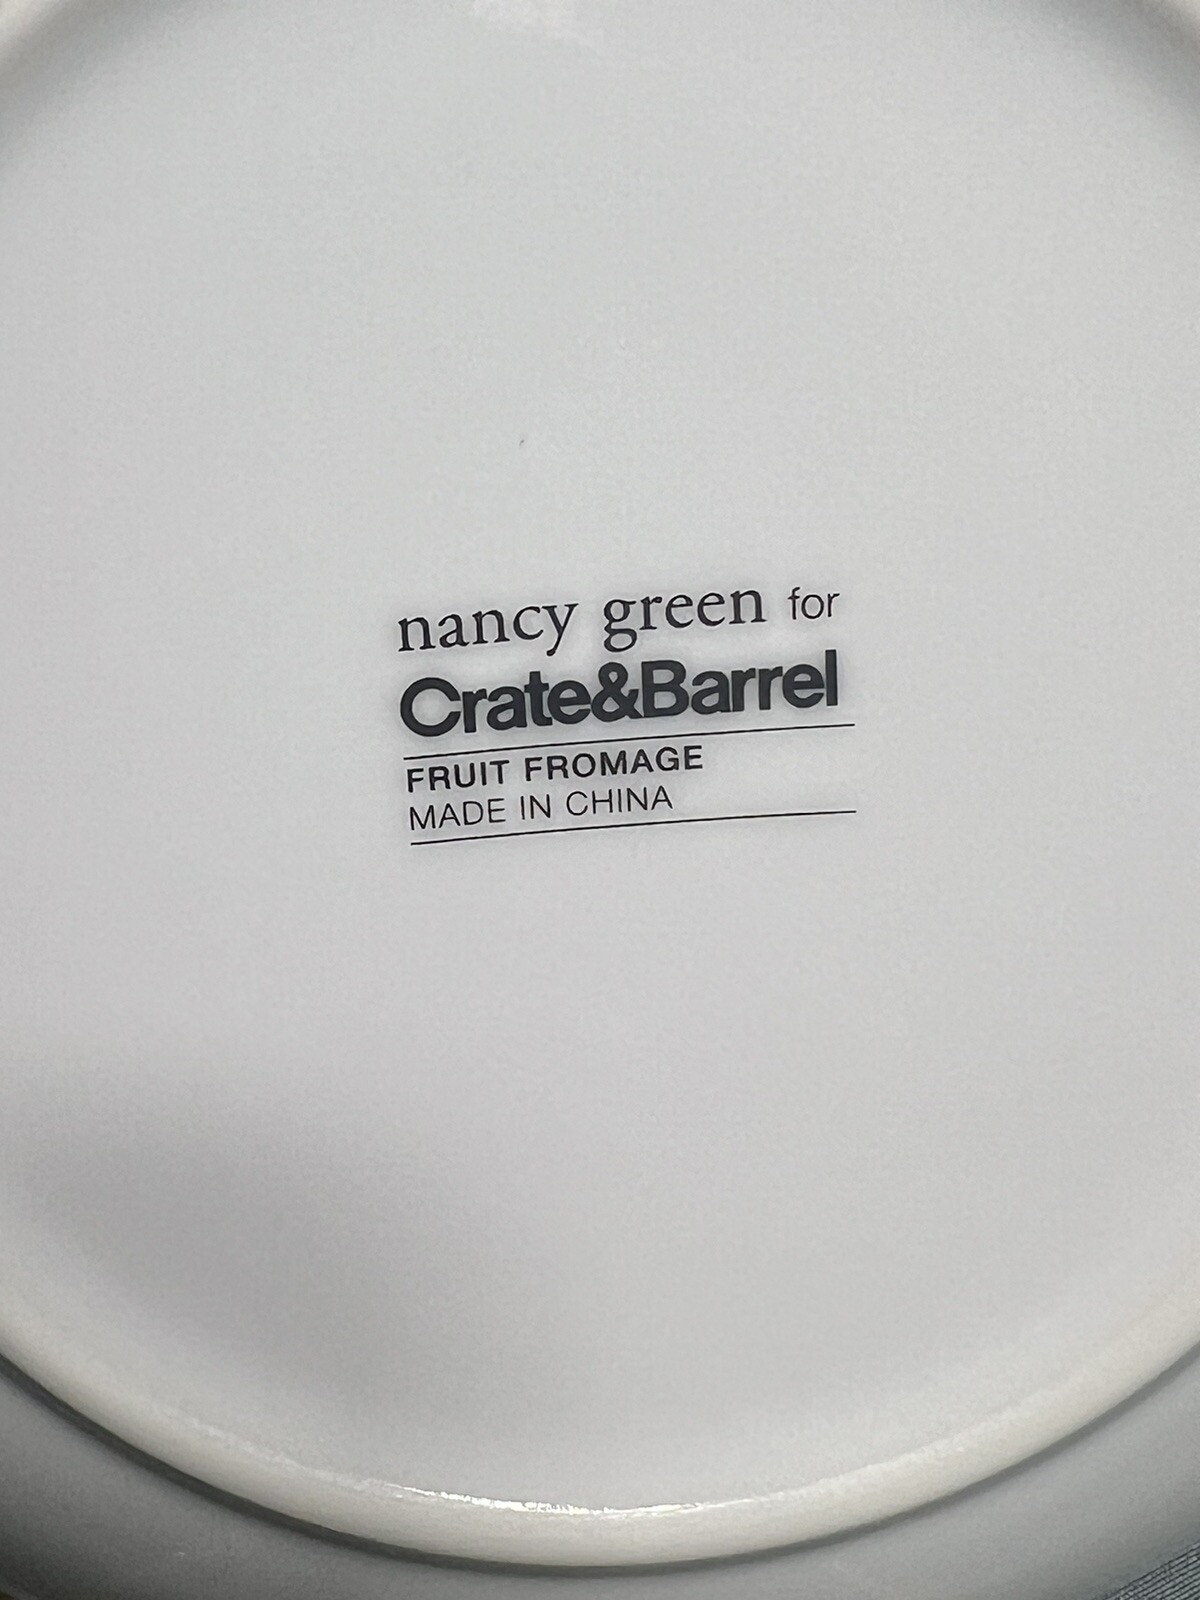 nancy green for
Crate&Barrel
FRUIT FROMAGE
MADE IN CHINA